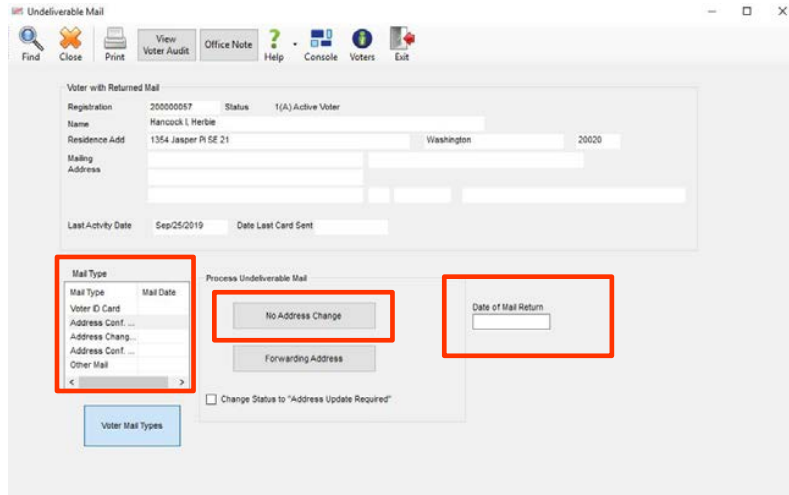 Undeliverable Mail
Find
Close
Print
View
Voter Audit
Office Note
Help
Console
Voters
Exit
Voter with Returned Mail
Registration 200000057 Status 1(A) Active Voter
Name Hancock I, Herbie
Residence Add 1354 Jasper Pl SE 21 Washington 20020
Mailing
Address
Last Actvity Date Sep/25/2019 Date Last Card Sent
Mail Type
Mail Type Mail Date
Voter ID Card
Address Conf. ...
Address Chang...
Address Conf. ...
Other Mail
Voter Mail Types
Process Undeliverable Mail
No Address Change
Forwarding Address
Change Status to "Address Update Required"
Date of Mail Return